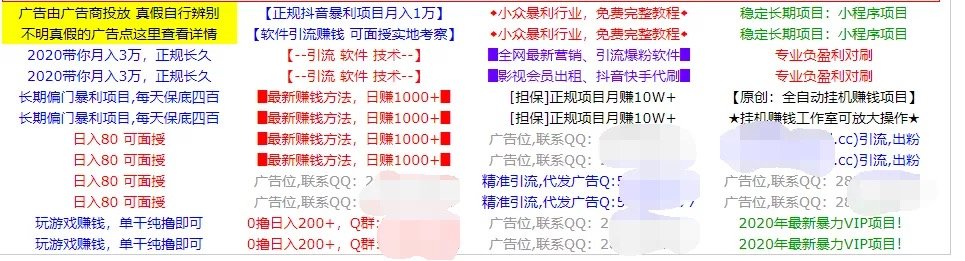 广告由广告商投放 真假自行辨别
【正规抖音暴利项目月入1万】
◆小众暴利行业，免费完整教程◆
稳定长期项目：小程序项目
不明真假的广告点这里查看详情
【软件引流赚钱 可面授实地考察】
◆小众暴利行业，免费完整教程◆
稳定长期项目：小程序项目
2020带你月入3万，正规长久
【--引流 软件 技术--】
█全网最新营销、引流爆粉软件█
专业负盈利对刷
2020带你月入3万，正规长久
【--引流 软件 技术--】
█影视会员出租、抖音快手代刷█
专业负盈利对刷
长期偏门暴利项目,每天保底四百
█最新赚钱方法，日赚1000+█
[担保]正规项目月赚10W+
【原创：全自动挂机赚钱项目】
长期偏门暴利项目,每天保底四百
█最新赚钱方法，日赚1000+█
[担保]正规项目月赚10W+
★挂机赚钱工作室可放大操作★
日入80 可面授
█最新赚钱方法，日赚1000+█
广告位,联系QQ：
.cc)引流,出粉
日入80 可面授
█最新赚钱方法，日赚1000+█
广告位,联系QQ：
.cc)引流,出粉
日入80 可面授
广告位,联系QQ：2
精准引流,代发广告Q:5
广告位,联系QQ：28
日入80 可面授
广告位,联系QQ：2
精准引流,代发广告Q:5
广告位,联系QQ：28
玩游戏赚钱，单干纯撸即可
0撸日入200+，Q群：
广告位,联系QQ：2
2020年最新暴力VIP项目！
玩游戏赚钱，单干纯撸即可
0撸日入200+，Q群：
广告位,联系QQ：2
2020年最新暴力VIP项目！